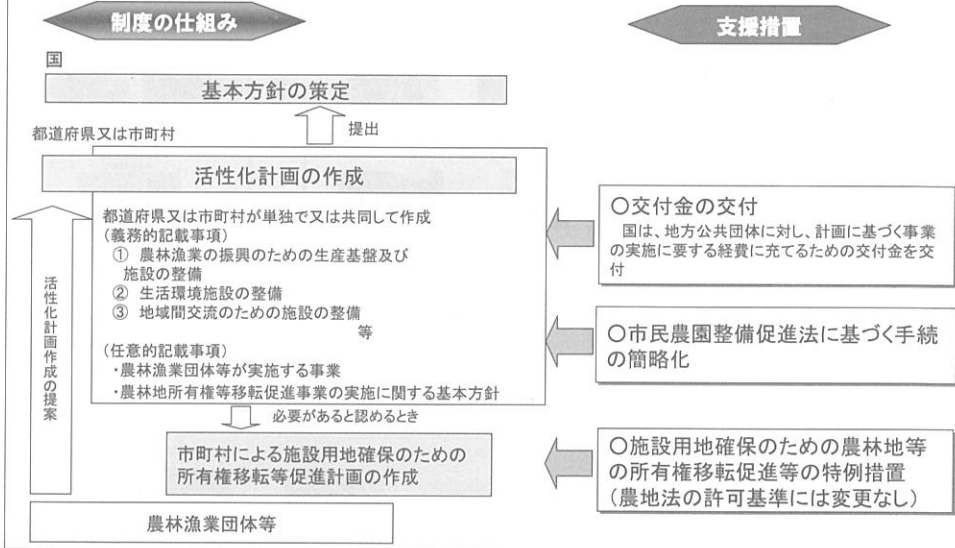 制度の仕組み
支援措置
国
基本方針の策定
提出
都道府県又は市町村
活性化計画の作成
都道府県又は市町村が単独で又は共同して作成
(義務的記載事項)
① 農林漁業の振興のための生産基盤及び
施設の整備
② 生活環境施設の整備
③ 地域間交流のための施設の整備
等
(任意的記載事項)
・農林漁業団体等が実施する事業
・農林地所有権等移転促進事業の実施に関する基本方針
必要があると認めるとき
市町村による施設用地確保のための
所有権移転等促進計画の作成
活性化計画作成の提案
農林漁業団体等
○交付金の交付
国は、地方公共団体に対し、計画に基づく事業
の実施に要する経費に充てるための交付金を交
付
○市民農園整備促進法に基づく手続
の簡略化
○施設用地確保のための農林地等
の所有権移転促進等の特例措置
(農地法の許可基準には変更なし)